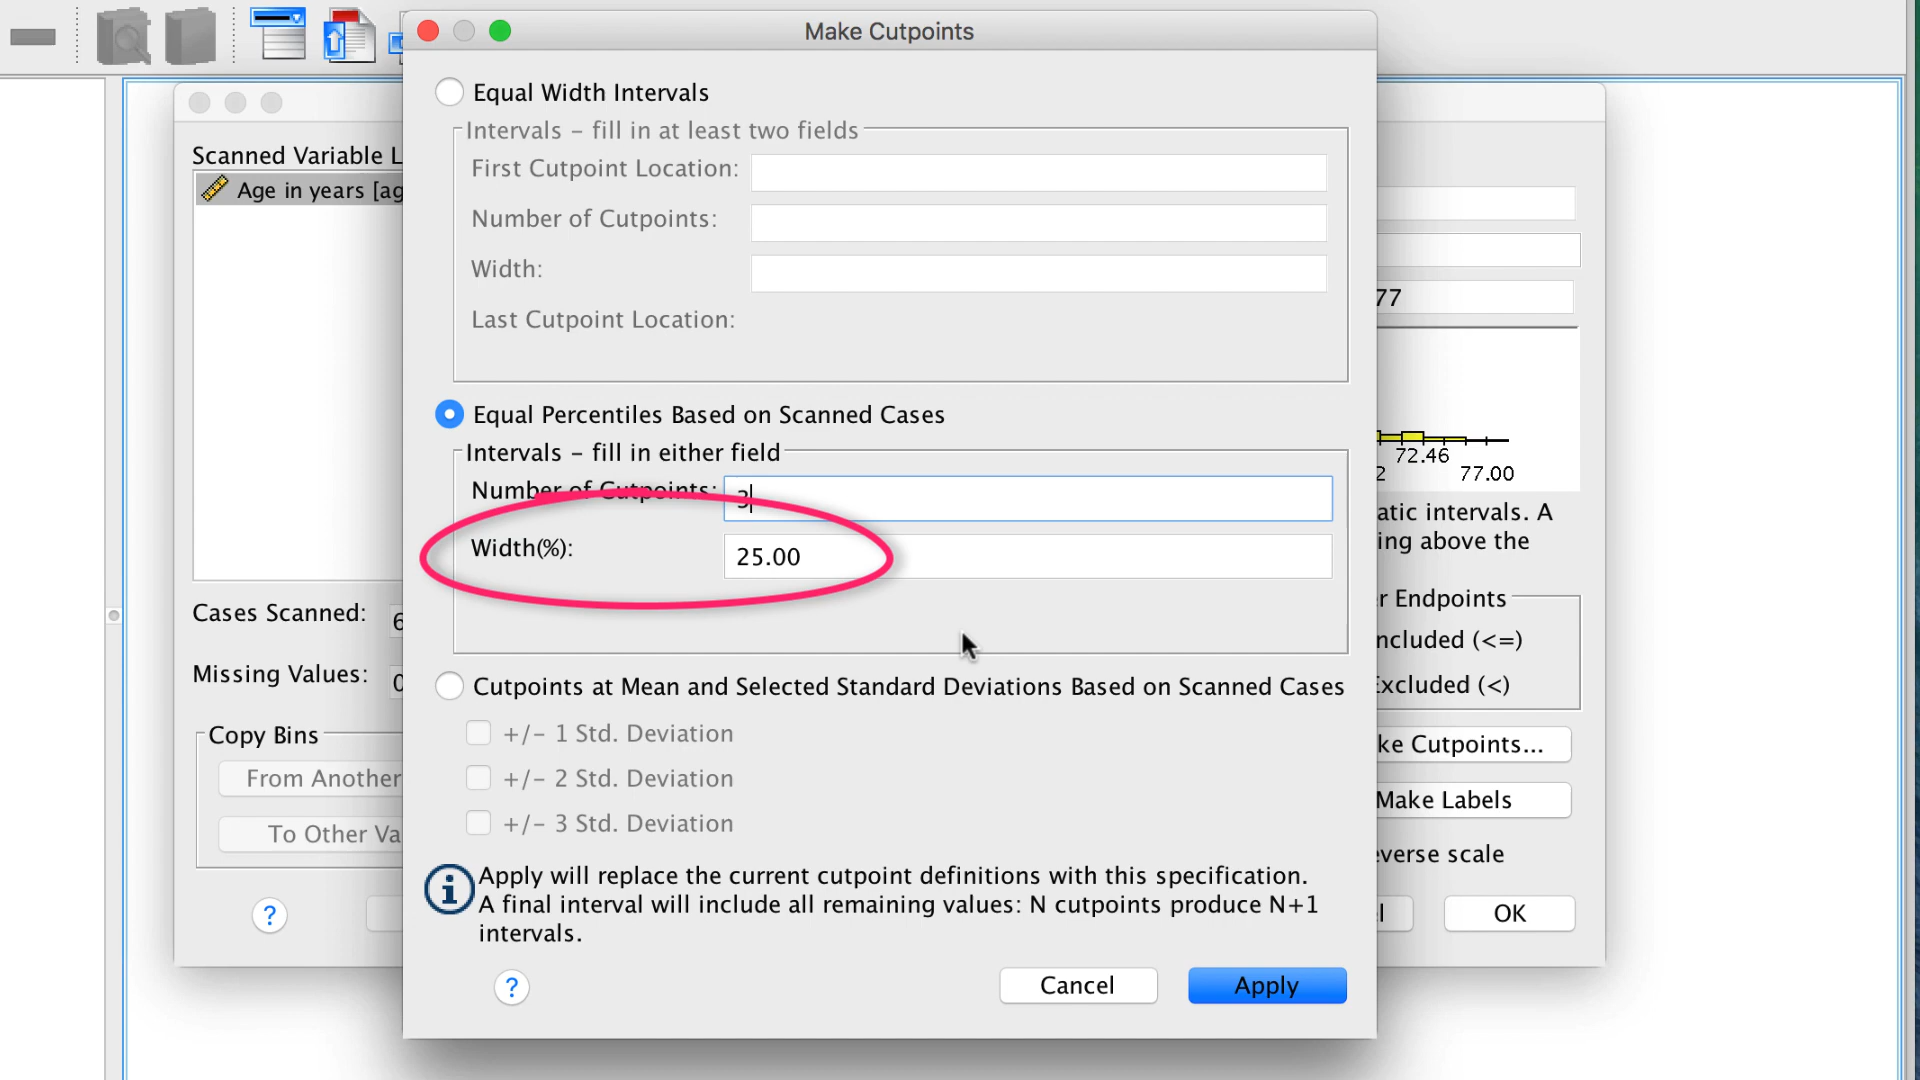 Make Cutpoints
Equal Width Intervals
Intervals – fill in at least two fields
First Cutpoint Location:
Number of Cutpoints:
Width:
Last Cutpoint Location:
Equal Percentiles Based on Scanned Cases
Intervals – fill in either field
Number of Cutpoints: 3
Width(%): 25.00
Cutpoints at Mean and Selected Standard Deviations Based on Scanned Cases
+/– 1 Std. Deviation
+/– 2 Std. Deviation
+/– 3 Std. Deviation
Apply will replace the current cutpoint definitions with this specification.
A final interval will include all remaining values: N cutpoints produce N+1
intervals.
?
Cancel
Apply
Scanned Variable L
Age in years [ag
Cases Scanned: 6
Missing Values: 0
Copy Bins
From Another
To Other Va
?
77
2
72.46
77.00
atic intervals. A
ing above the
r Endpoints
ncluded (<=)
Excluded (<)
ke Cutpoints...
Make Labels
everse scale
l
OK